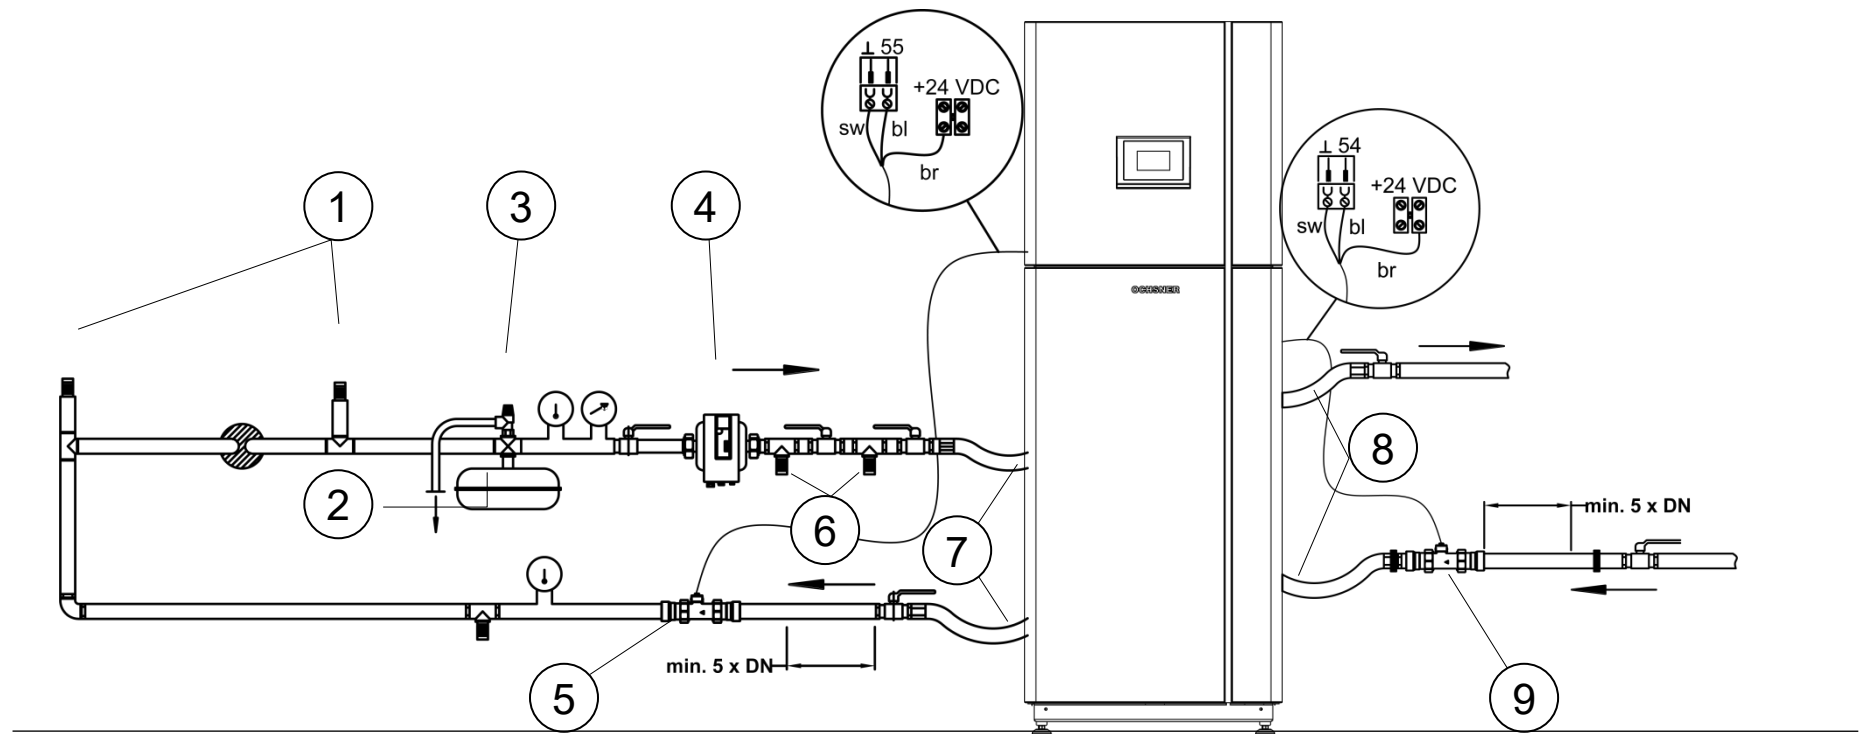 ⊥ 55
+24 VDC
sw
bl
br
⊥ 54
+24 VDC
sw
bl
br
1
3
4
OCHSNER
8
2
6
7
min. 5 x DN
min. 5 x DN
5
9